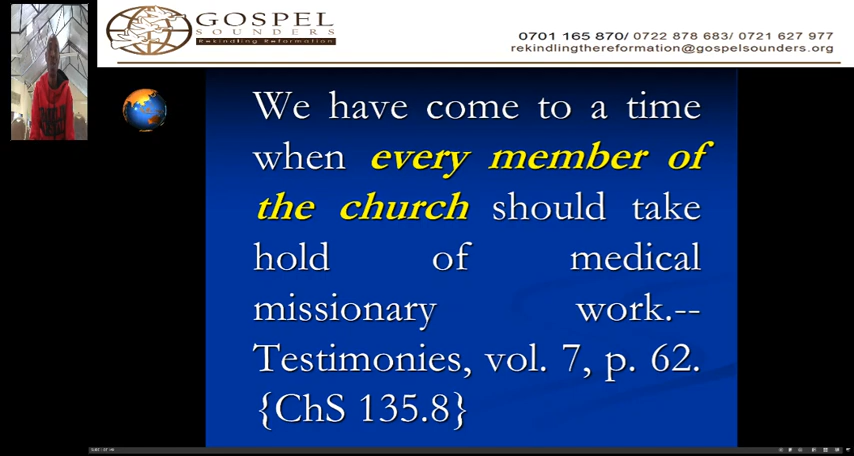 GOSPEL
SOUNDERS
Rekindling Reformation
0701 165 870/ 0722 878 683/ 0721 627 977
rekindlingthereformation@gospelsounders.org
We have come to a time
when every member of
the church should take
hold of medical
missionary work.--
Testimonies, vol. 7, p. 62.
{ChS 135.8}